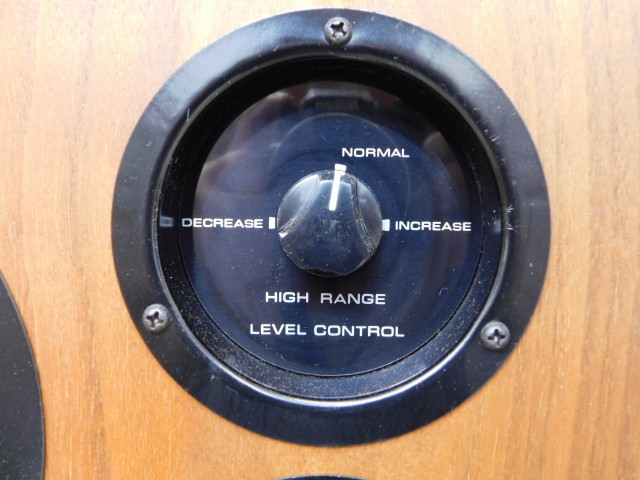 NORMAL
DECREASE INCREASE
HIGH RANGE
LEVEL CONTROL